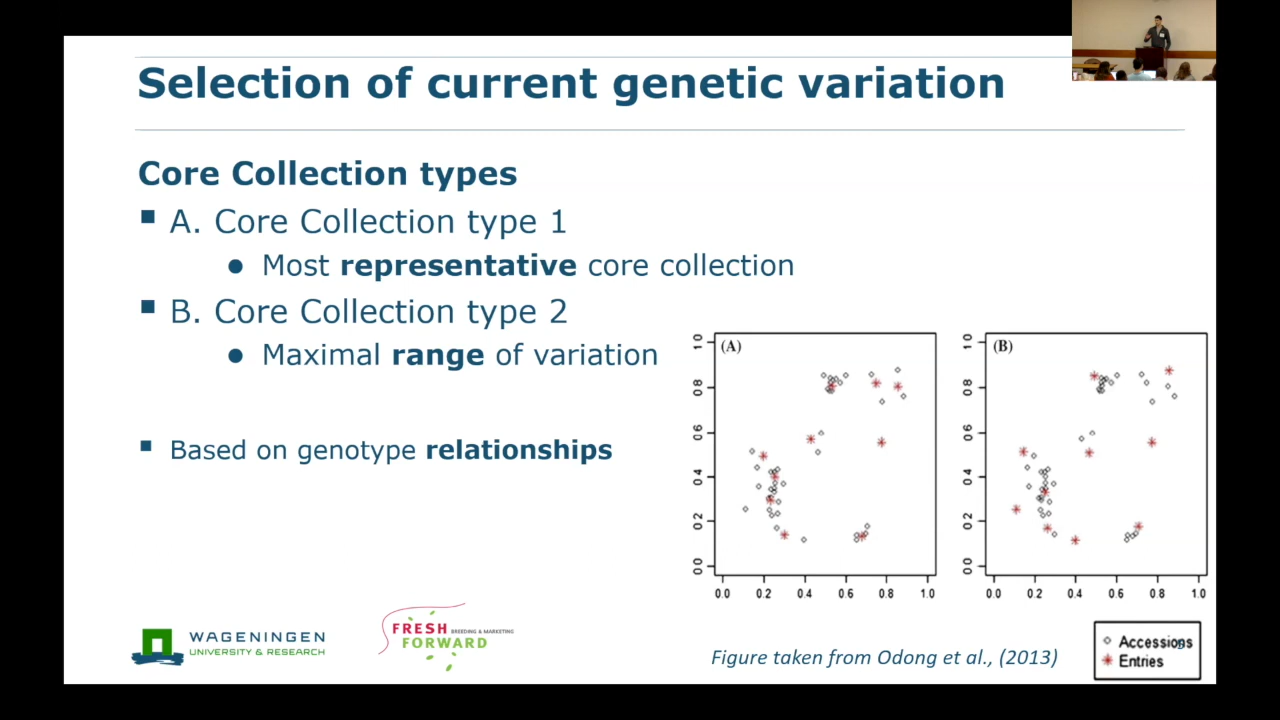 Selection of current genetic variation
Core Collection types
A. Core Collection type 1
Most representative core collection
B. Core Collection type 2
Maximal range of variation
Based on genotype relationships
(A)
1.0
0.8
0.6
0.4
0.2
0.0
0.0 0.2 0.4 0.6 0.8 1.0
(B)
1.0
0.8
0.6
0.4
0.2
0.0
0.0 0.2 0.4 0.6 0.8 1.0
Accessions
Entries
Figure taken from Odong et al., (2013)
WAGENINGEN
UNIVERSITY & RESEARCH
FRESH BREEDING & MARKETING
FORWARD